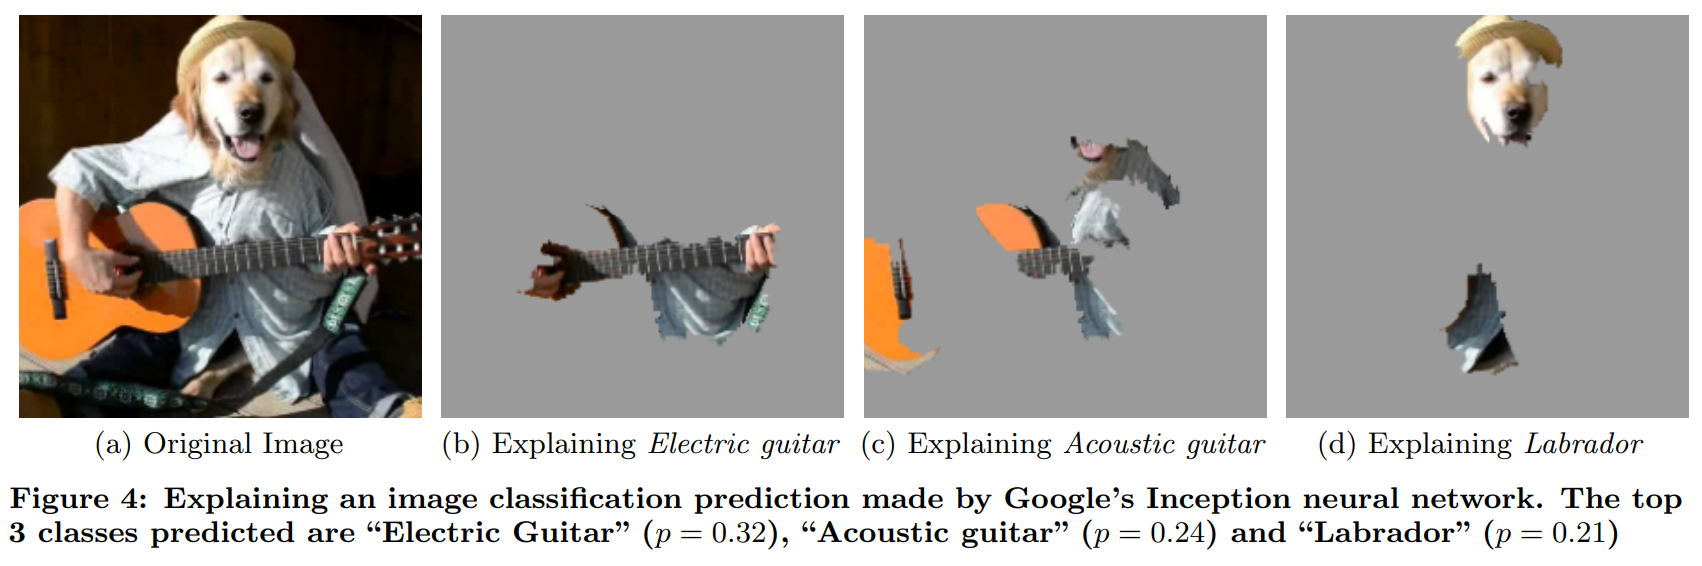 (a) Original Image
(b) Explaining Electric guitar
(c) Explaining Acoustic guitar
(d) Explaining Labrador
Figure 4: Explaining an image classification prediction made by Google's Inception neural network. The top
3 classes predicted are “Electric Guitar” (p = 0.32), “Acoustic guitar” (p = 0.24) and “Labrador” (p = 0.21)